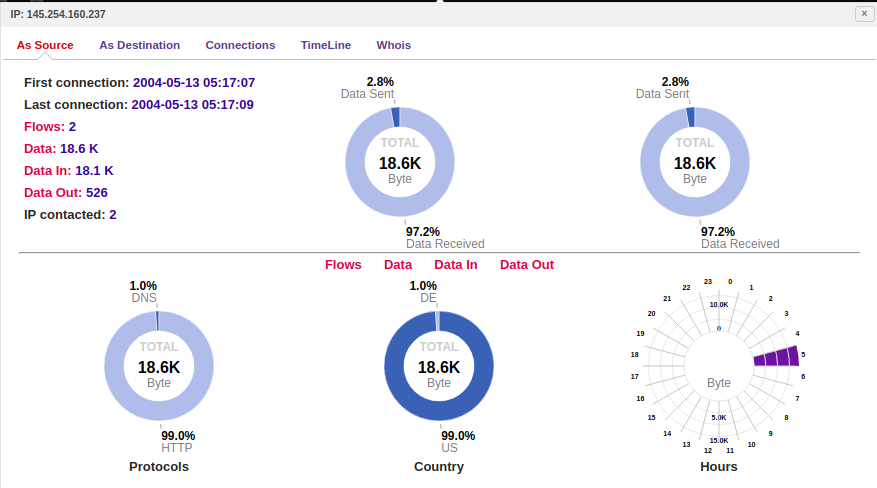 IP: 145.254.160.237
×
As Source As Destination Connections TimeLine Whois
First connection: 2004-05-13 05:17:07
Last connection: 2004-05-13 05:17:09
Flows: 2
Data: 18.6 K
Data In: 18.1 K
Data Out: 526
IP contacted: 2
2.8%
Data Sent
TOTAL
18.6K
Byte
97.2%
Data Received
2.8%
Data Sent
TOTAL
18.6K
Byte
97.2%
Data Received
Flows Data Data In Data Out
1.0%
DNS
TOTAL
18.6K
Byte
99.0%
HTTP
Protocols
1.0%
DE
TOTAL
18.6K
Byte
99.0%
US
Country
0
1
2
3
4
5
6
7
8
9
10
11
12
13
14
15
16
17
18
19
20
21
22
23
10.0K
0
Byte
5.0K
15.0K
Hours